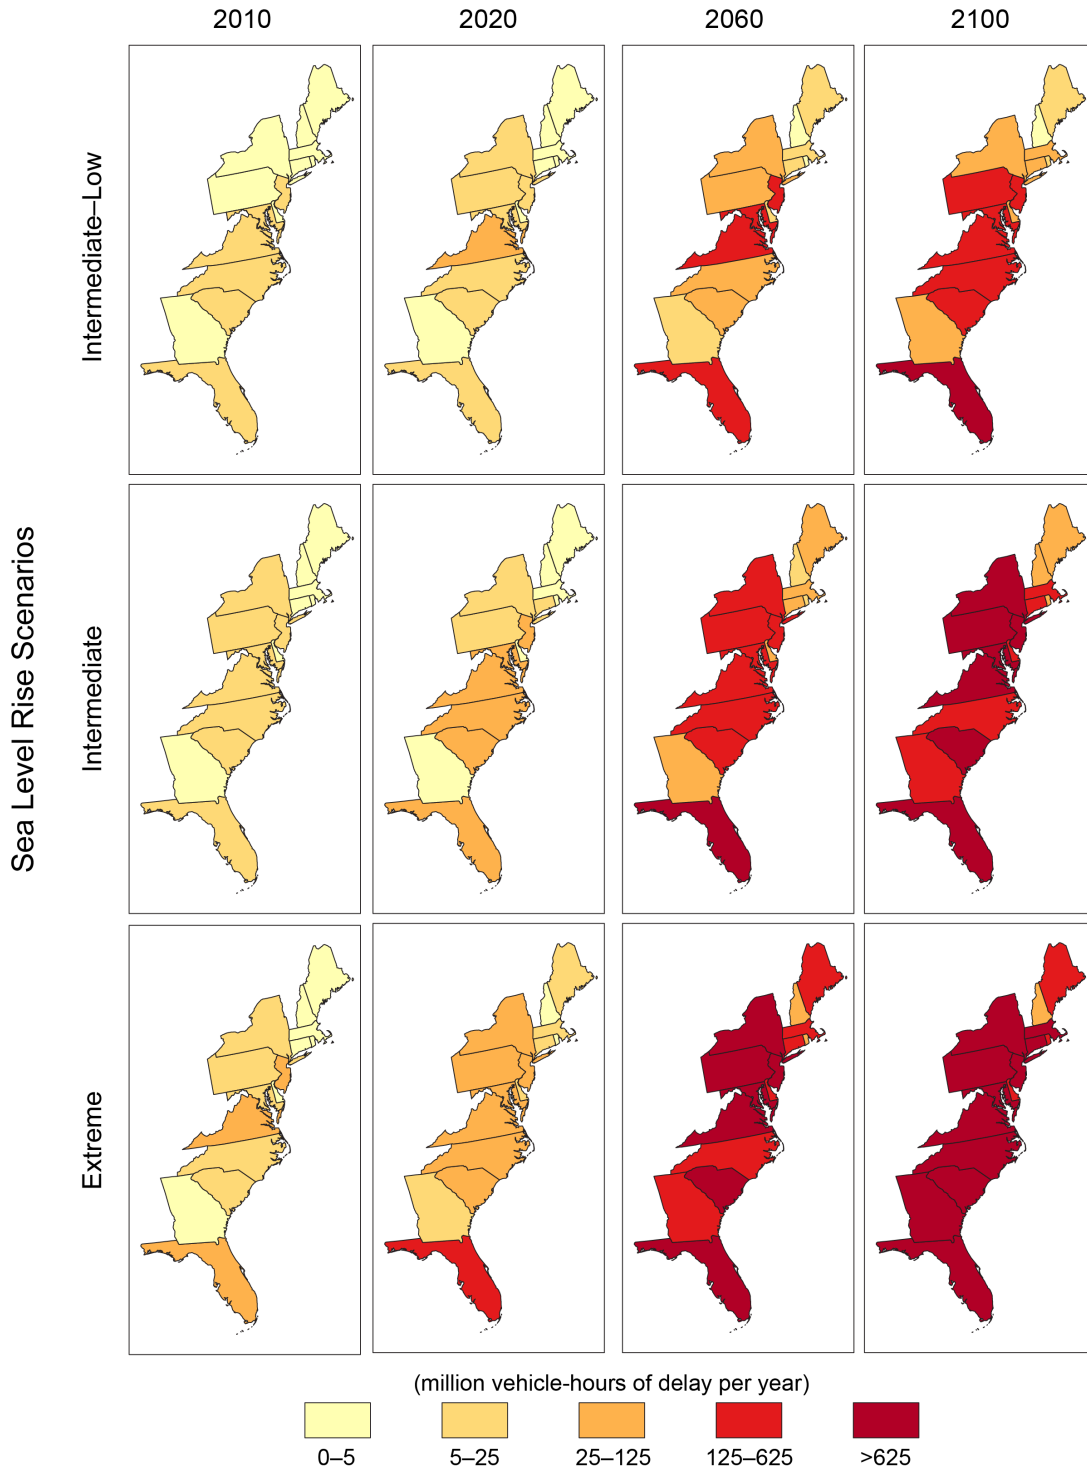 2010 2020 2060 2100
Sea Level Rise Scenarios
Intermediate–Low
Intermediate
Extreme
(million vehicle-hours of delay per year)
0–5 5–25 25–125 125–625 >625